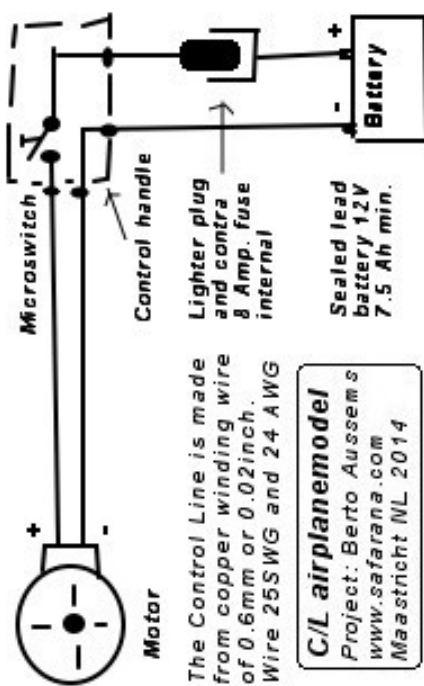 Microswitch
Control handle
Lighter plug
and contra
8 Amp. fuse
internal
+
-
Battery
Sealed lead
battery 12V
7.5 Ah min.
+
-
Motor
The Control Line is made
from copper winding wire
of 0.6mm or 0.02inch.
Wire 25SWG and 24 AWG
C/L airplanemodel
Project: Berto Aussems
www.safarana.com
Maastricht NL 2014